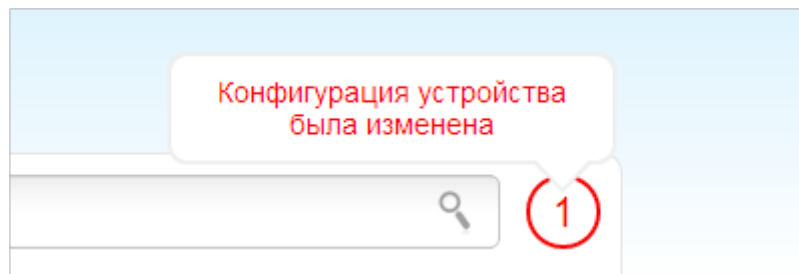 Конфигурация устройства
была изменена
1